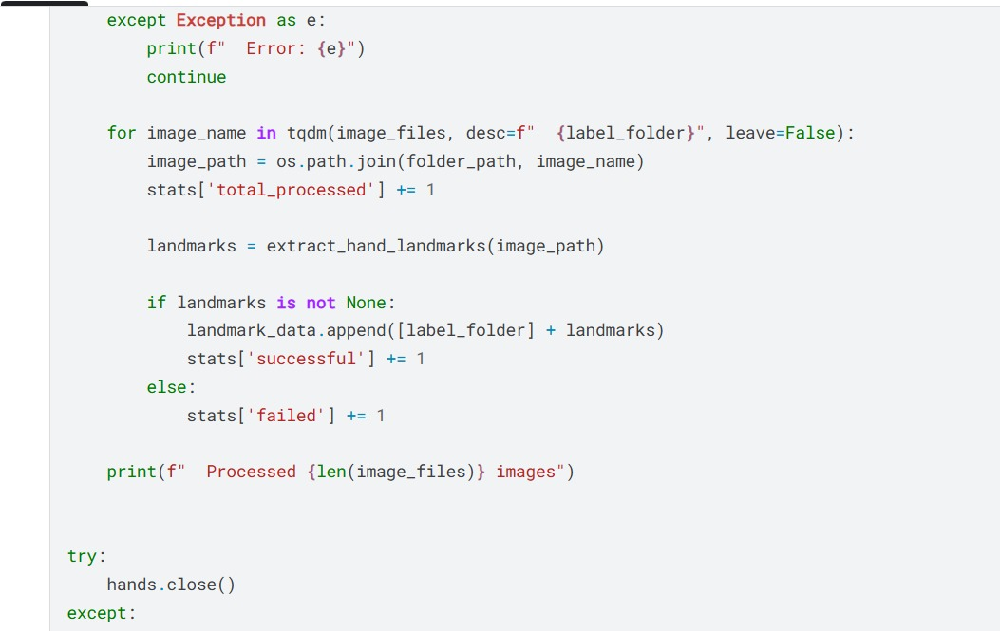 except Exception as e:
print(f"  Error: {e}")
continue
for image_name in tqdm(image_files, desc=f"  {label_folder}", leave=False):
image_path = os.path.join(folder_path, image_name)
stats['total_processed'] += 1
landmarks = extract_hand_landmarks(image_path)
if landmarks is not None:
landmark_data.append([label_folder] + landmarks)
stats['successful'] += 1
else:
stats['failed'] += 1
print(f"  Processed {len(image_files)} images")
try:
hands.close()
except: